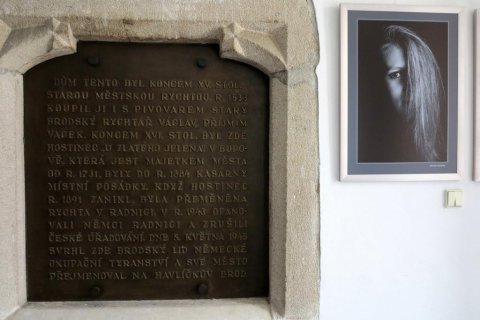 DŮM TENTO BYL KONCEM XV. STOL.
STAROU MĚSTSKOU RYCHTOU. R. 1533
KOUPIL JI I S PIVOVAREM STARÝ
BRODSKÝ RYCHTÁŘ VÁCLAV, PŘÍJMÍM
VACEK. KONCEM XVI. STOL. BYL ZDE
HOSTINEC „U ZLATÉHO JELENA“. V BUDO-
VĚ, KTERÁ JEST MAJETKEM MĚSTA
OD R. 1731, BYLY DO R. 1884 KASÁRNY
MÍSTNÍ POSÁDKY. KDYŽ HOSTINEC
R. 1891 ZANIKL, BYLA PŘEMĚNĚNA
RYCHTA V RADNICI. V R. 1943 OPANO-
VALI NĚMCI RADNICI A ZRUŠILI
ČESKÉ ÚŘADOVÁNÍ. DNE 5. KVĚTNA 1945
SVRHL ZDE BRODSKÝ LID NĚMECKÉ
OKUPAČNÍ TYRANSTVÍ A SVÉ MĚSTO
PŘEJMENOVAL NA HAVLÍČKŮV BROD.